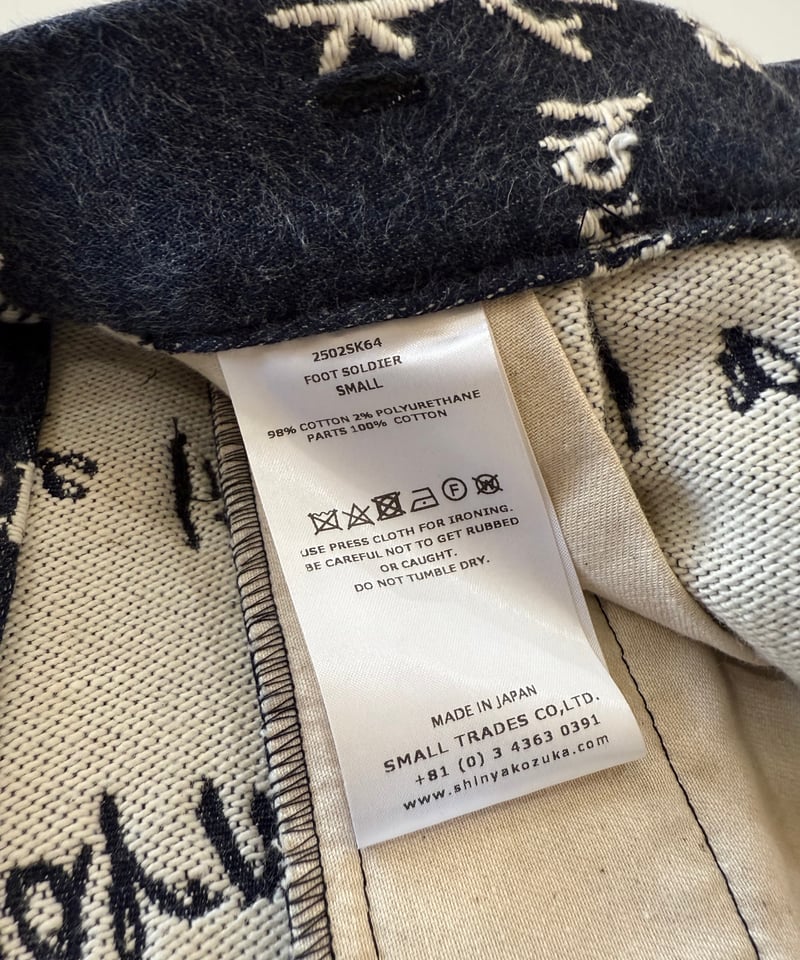 2502SK64
FOOT SOLDIER
SMALL
98% COTTON 2% POLYURETHANE
PARTS 100% COTTON
F W
USE PRESS CLOTH FOR IRONING.
BE CAREFUL NOT TO GET RUBBED
OR CAUGHT.
DO NOT TUMBLE DRY.
MADE IN JAPAN
SMALL TRADES CO,LTD.
+81 (0) 3 4363 0391
www.shinyakozuka.com